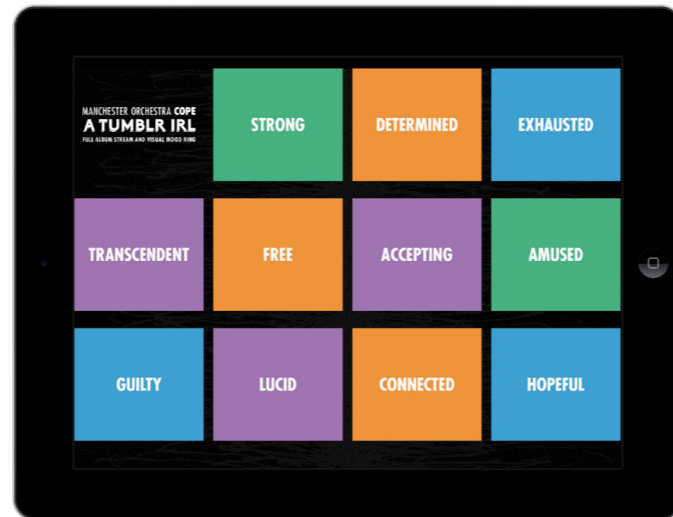 MANCHESTER ORCHESTRA COPE
A TUMBLR IRL
FULL ALBUM STREAM AND VISUAL MOOD RING
STRONG
DETERMINED
EXHAUSTED
TRANSCENDENT
FREE
ACCEPTING
AMUSED
GUILTY
LUCID
CONNECTED
HOPEFUL